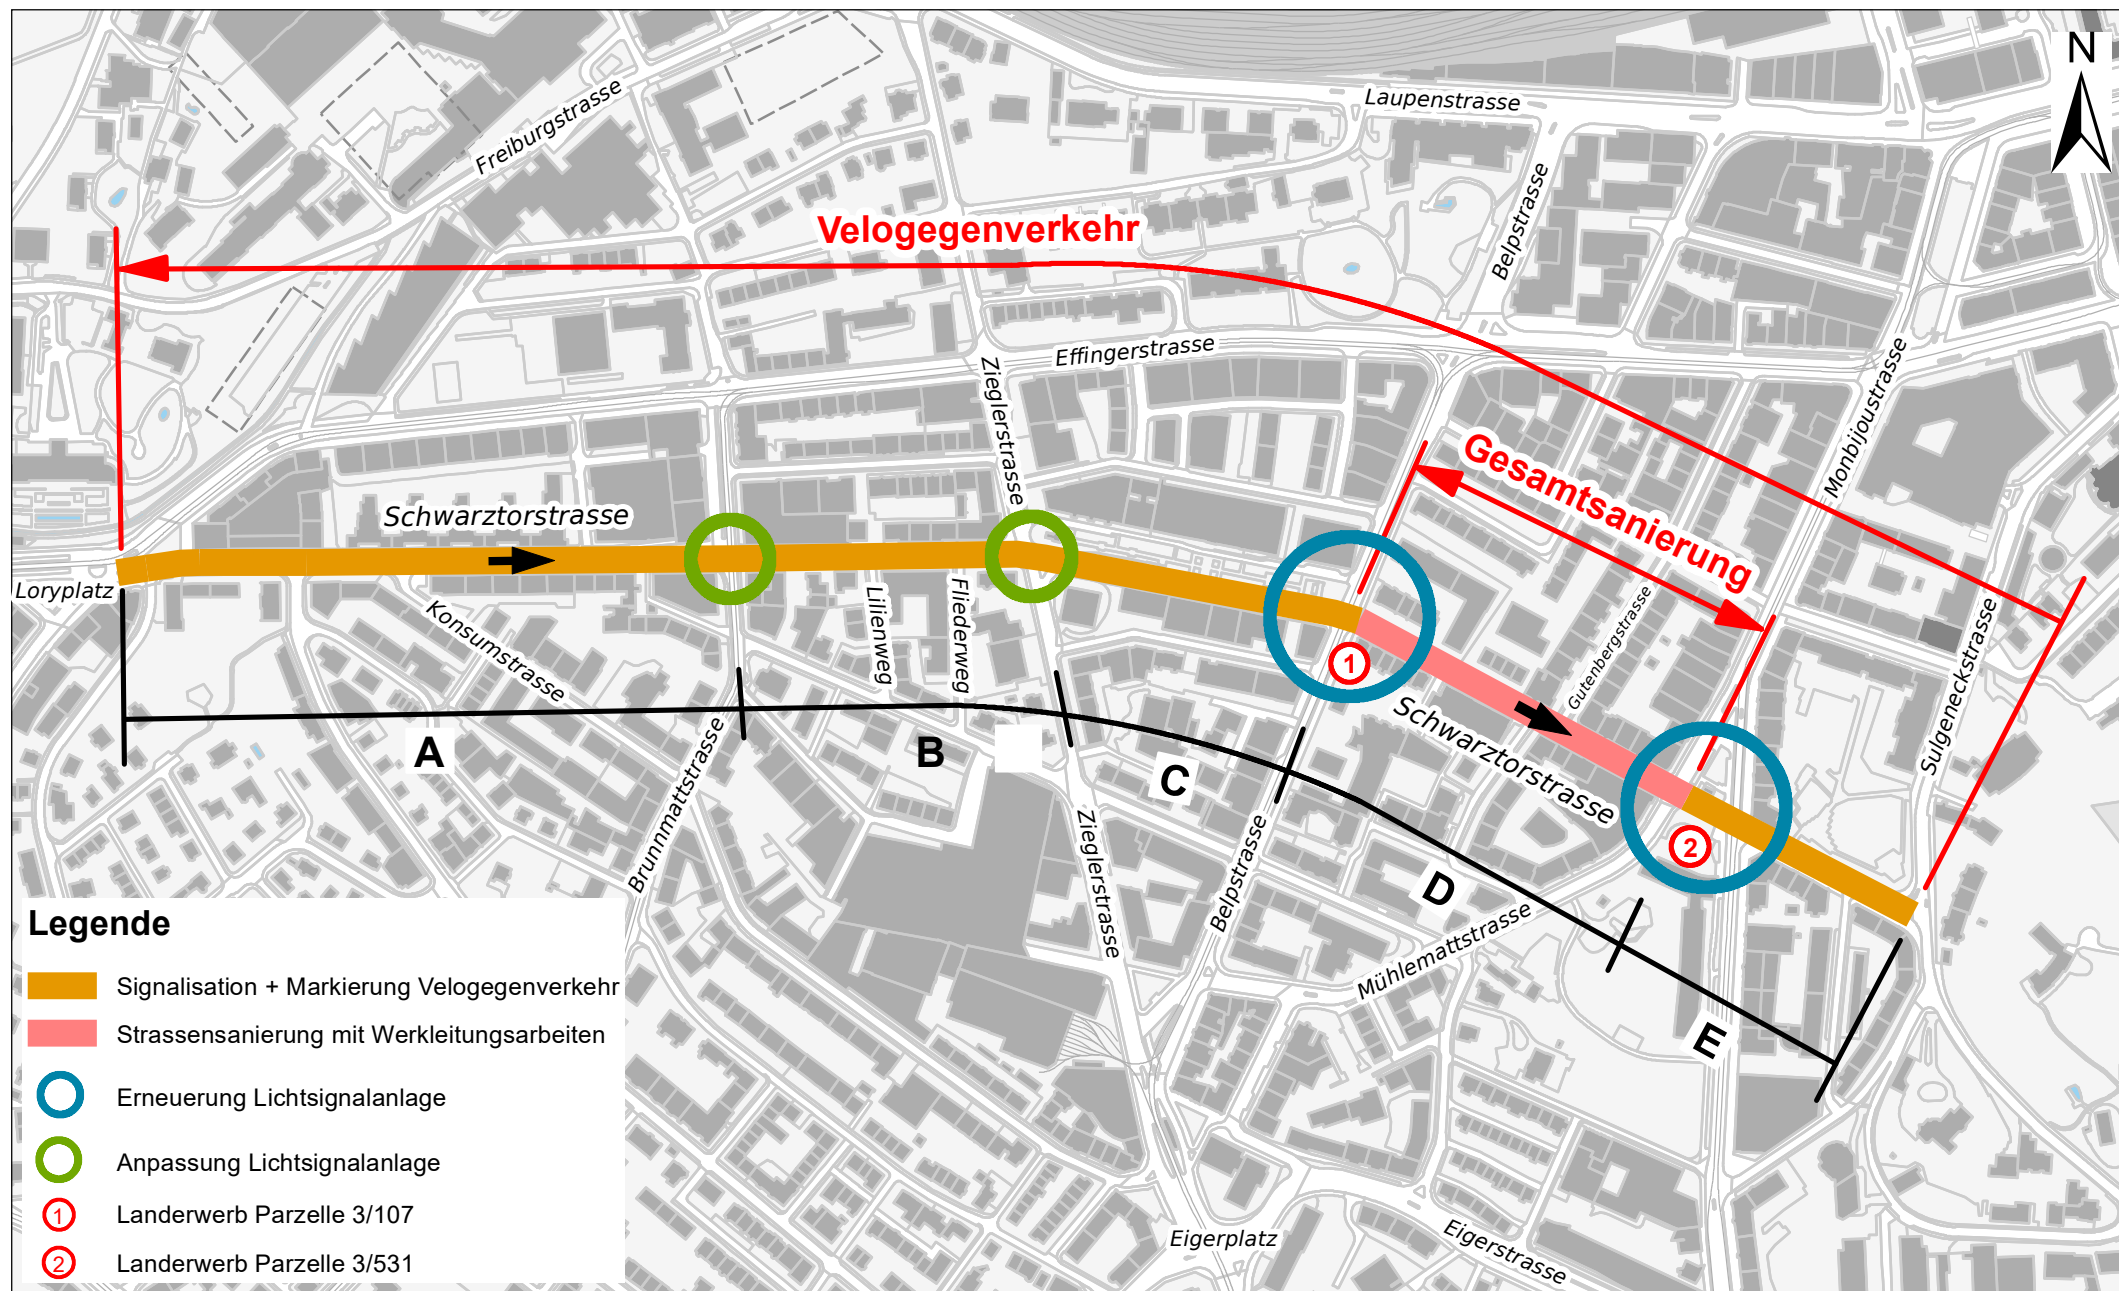 N
Laupenstrasse
Freiburgstrasse
Belpstrasse
Velogegenverkehr
Effingerstrasse
Zieglerstrasse
Monbijoustrasse
Gesamtsanierung
Schwarztorstrasse
Loryplatz
Konsumstrasse
Lilienweg
Fliederweg
Gutenbergstrasse
Sulgeneckstrasse
1
Schwarztorstrasse
2
A
B
C
D
E
Brunnmattstrasse
Zieglerstrasse
Belpstrasse
Mühlemattstrasse
Eigerplatz
Eigerstrasse
Legende
Signalisation + Markierung Velogegenverkehr
Strassensanierung mit Werkleitungsarbeiten
Erneuerung Lichtsignalanlage
Anpassung Lichtsignalanlage
1 Landerwerb Parzelle 3/107
2 Landerwerb Parzelle 3/531